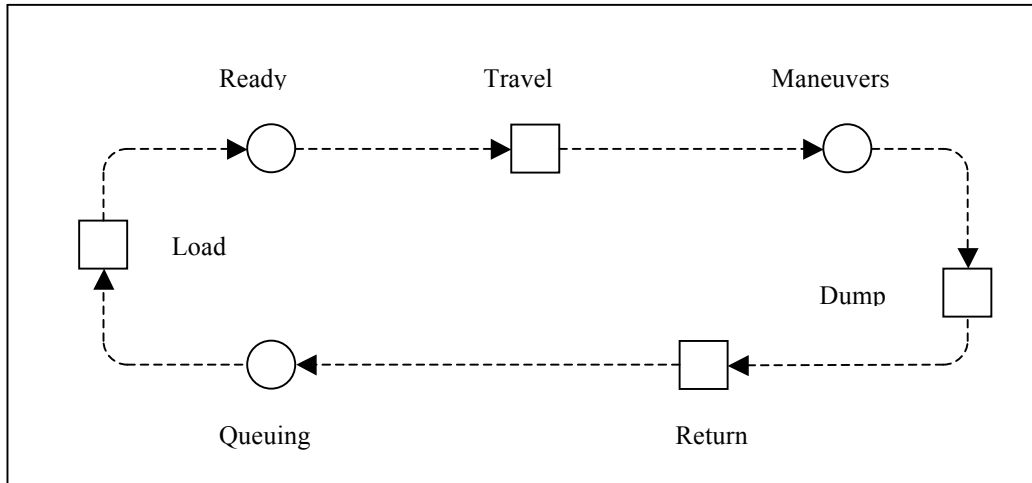 Ready
Travel
Maneuvers
Load
Dump
Queuing
Return